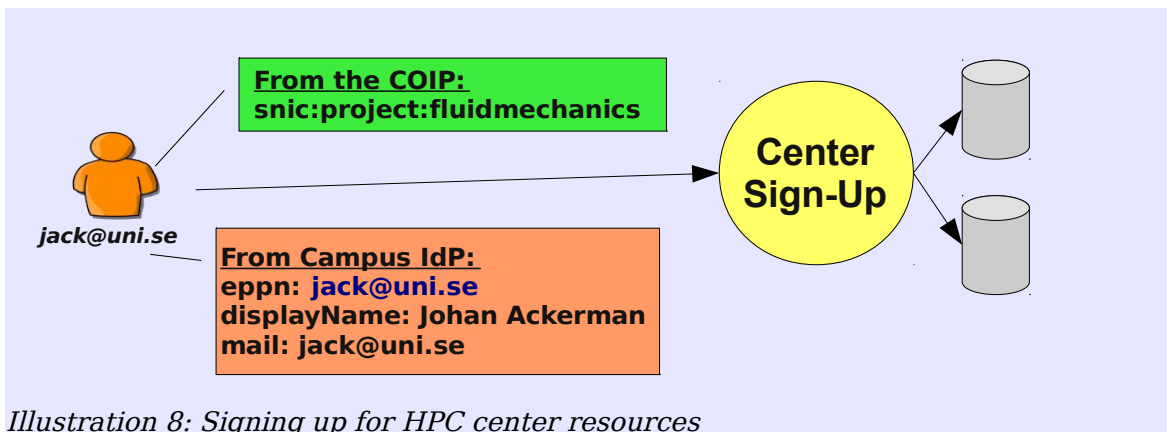 From the COIP:
snic:project:fluidmechanics
Center
Sign-Up
jack@uni.se
From Campus IdP:
eppn: jack@uni.se
displayName: Johan Ackerman
mail: jack@uni.se
Illustration 8: Signing up for HPC center resources